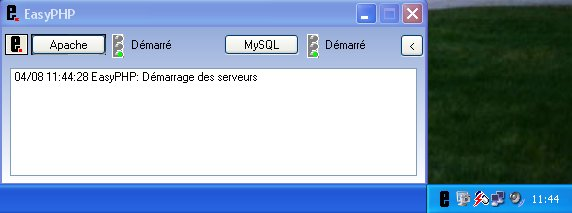 EasyPHP
Apache Démarré MySQL Démarré <
04/08 11:44:28 EasyPHP: Démarrage des serveurs
11:44